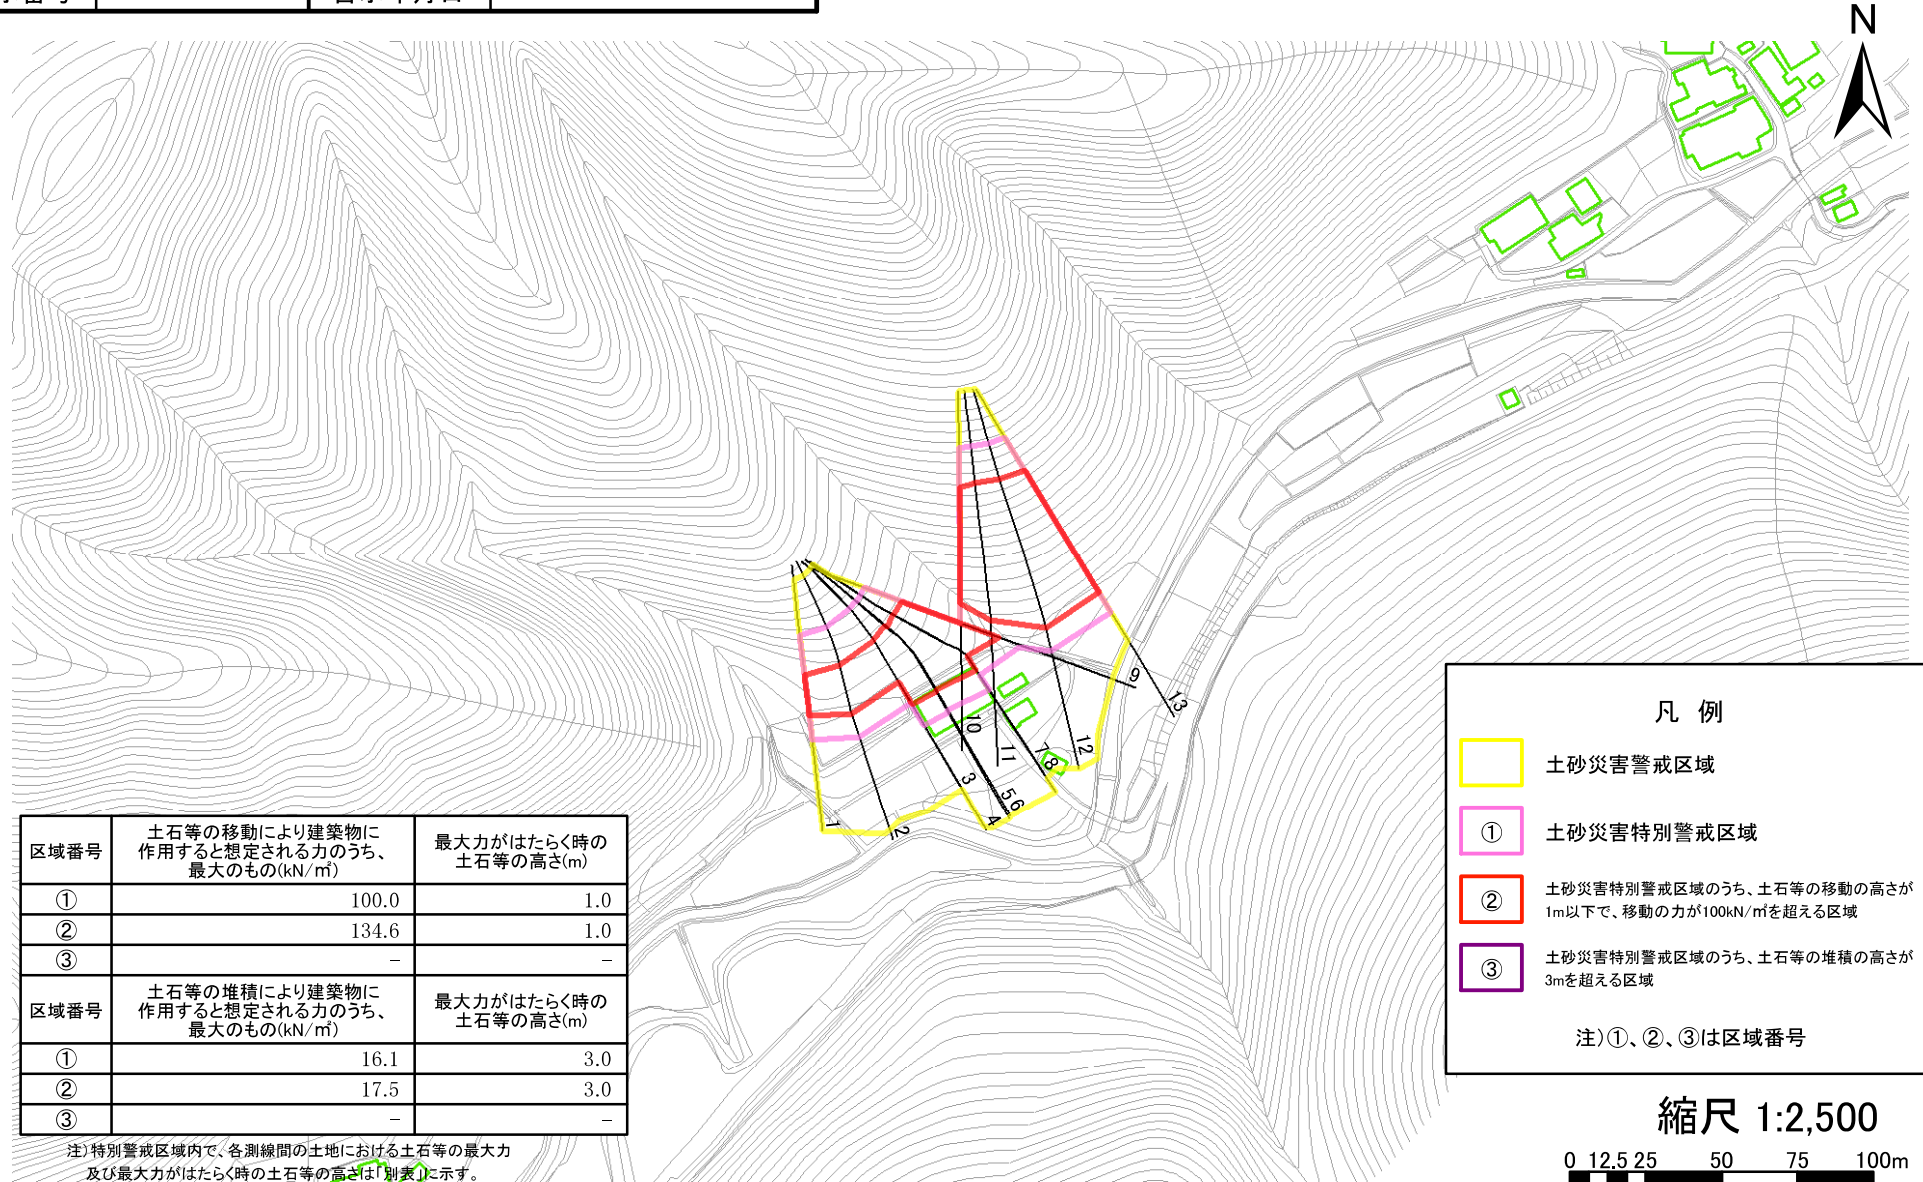 N
1
2
3
4
5 6
7
8
9
10
11
12
13
区域番号
土石等の移動により建築物に
作用すると想定される力のうち、
最大のもの(kN/㎡)
最大力がはたらく時の
土石等の高さ(m)
① 100.0 1.0
② 134.6 1.0
③ − −
区域番号
土石等の堆積により建築物に
作用すると想定される力のうち、
最大のもの(kN/㎡)
最大力がはたらく時の
土石等の高さ(m)
① 16.1 3.0
② 17.5 3.0
③ − −
注)特別警戒区域内で、各測線間の土地における土石等の最大力
及び最大力がはたらく時の土石等の高さは「別表」に示す。
凡 例
土砂災害警戒区域
① 土砂災害特別警戒区域
② 土砂災害特別警戒区域のうち、土石等の移動の高さが
1m以下で、移動の力が100kN/㎡を超える区域
③ 土砂災害特別警戒区域のうち、土石等の堆積の高さが
3mを超える区域
注)①、②、③は区域番号
縮尺 1:2,500
0 12.5 25 50 75 100m